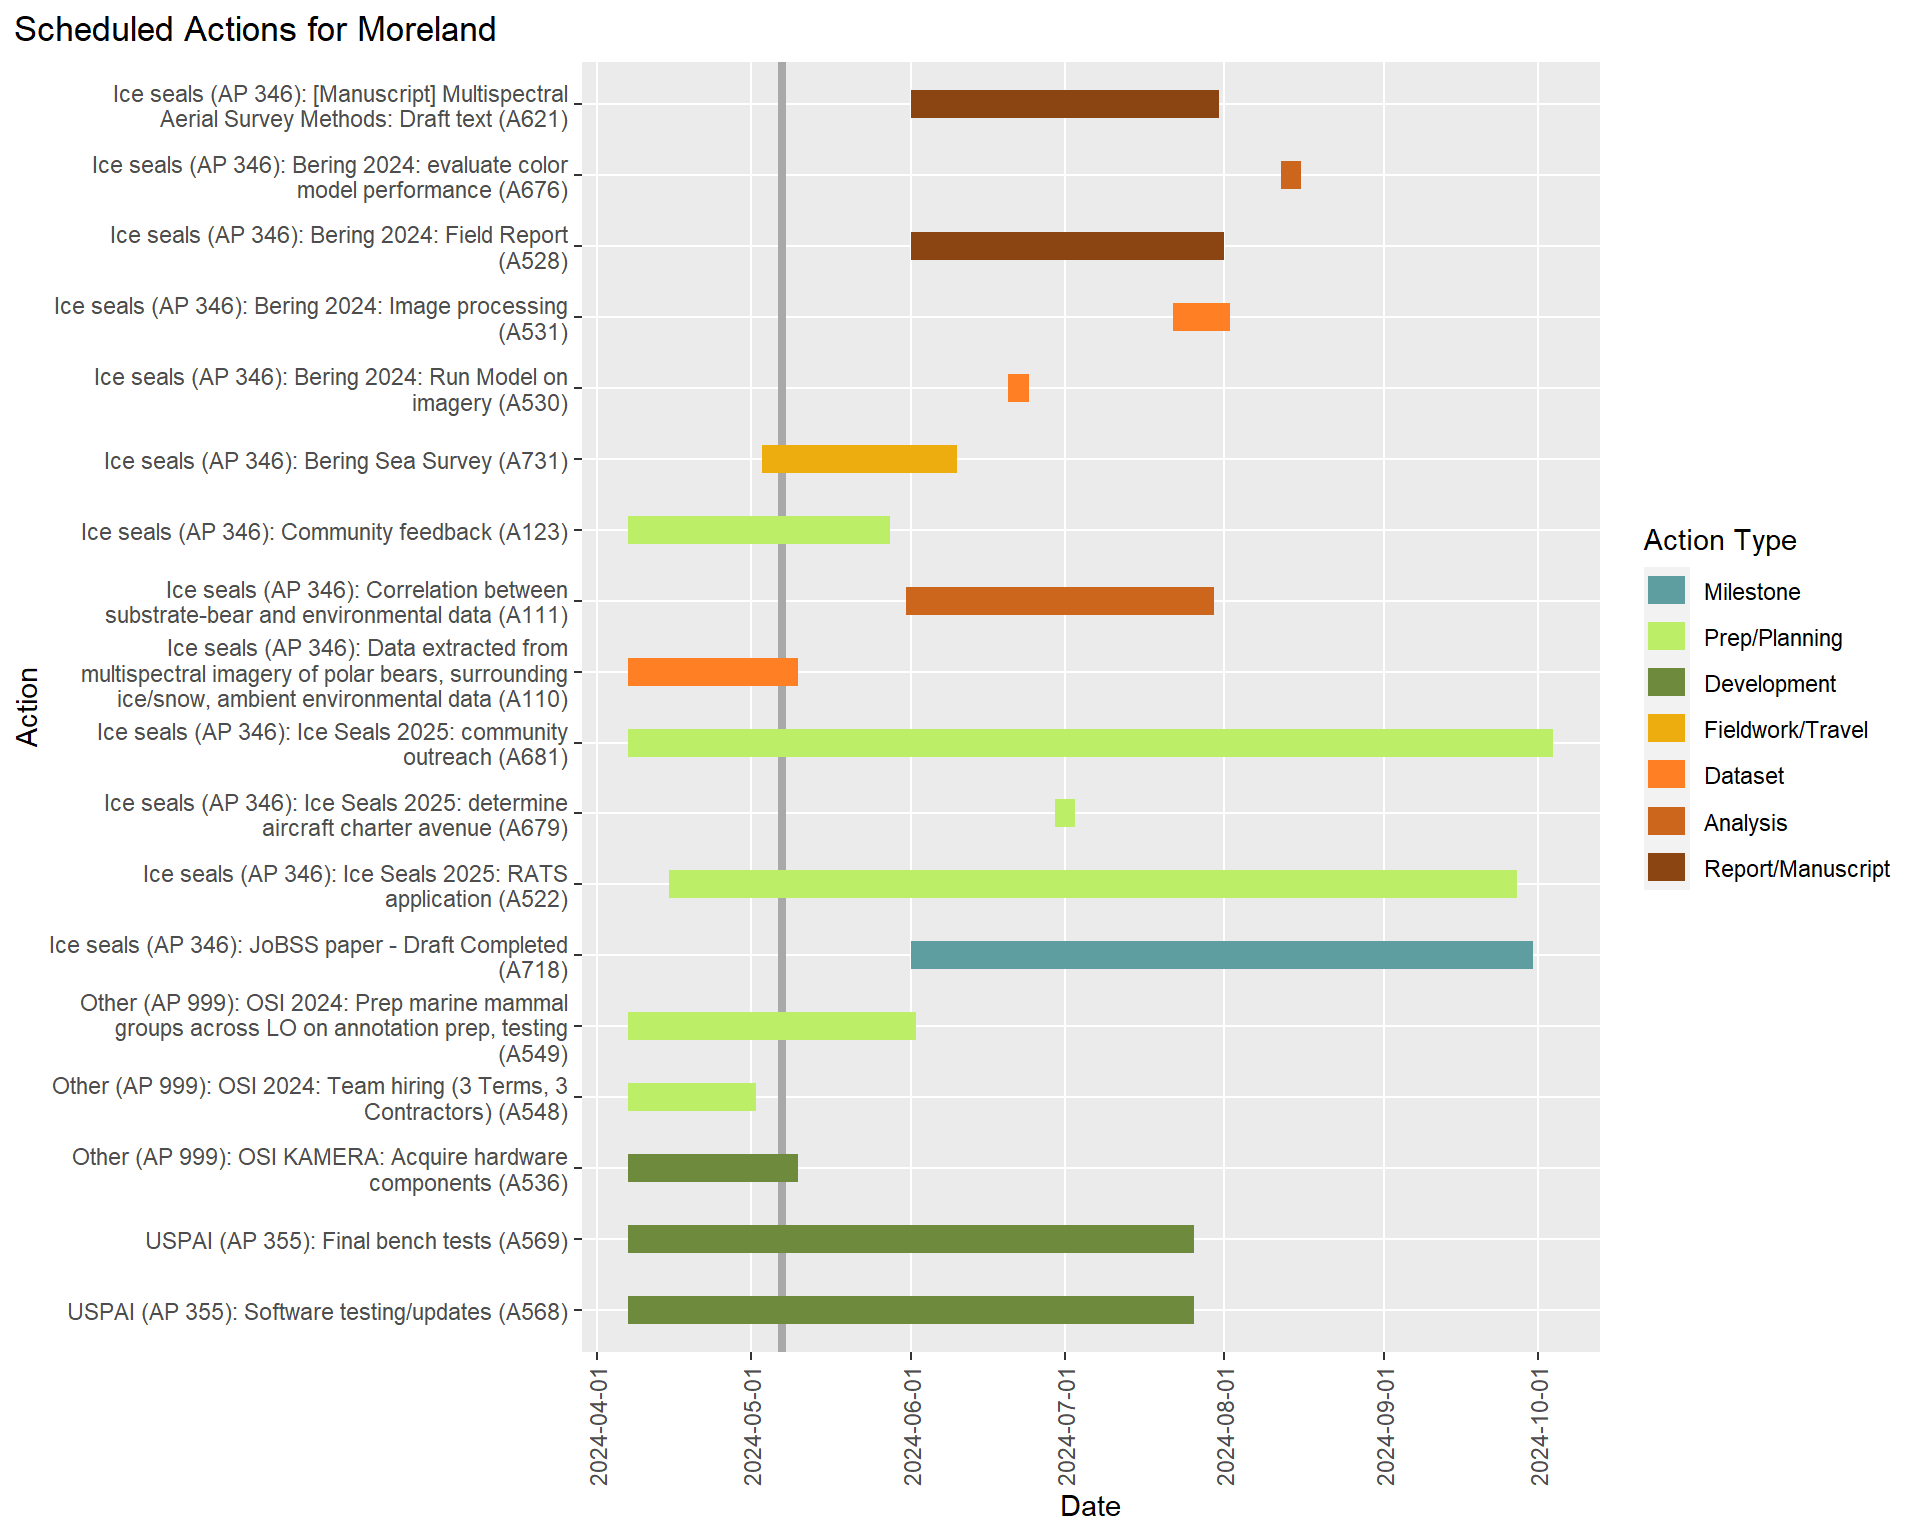 Scheduled Actions for Moreland
Ice seals (AP 346): [Manuscript] Multispectral
Aerial Survey Methods: Draft text (A621)
Ice seals (AP 346): Bering 2024: evaluate color
model performance (A676)
Ice seals (AP 346): Bering 2024: Field Report
(A528)
Ice seals (AP 346): Bering 2024: Image processing
(A531)
Ice seals (AP 346): Bering 2024: Run Model on
imagery (A530)
Ice seals (AP 346): Bering Sea Survey (A731)
Ice seals (AP 346): Community feedback (A123)
Ice seals (AP 346): Correlation between
substrate-bear and environmental data (A111)
Ice seals (AP 346): Data extracted from
multispectral imagery of polar bears, surrounding
ice/snow, ambient environmental data (A110)
Ice seals (AP 346): Ice Seals 2025: community
outreach (A681)
Ice seals (AP 346): Ice Seals 2025: determine
aircraft charter avenue (A679)
Ice seals (AP 346): Ice Seals 2025: RATS
application (A522)
Ice seals (AP 346): JoBSS paper - Draft Completed
(A718)
Other (AP 999): OSI 2024: Prep marine mammal
groups across LO on annotation prep, testing
(A549)
Other (AP 999): OSI 2024: Team hiring (3 Terms, 3
Contractors) (A548)
Other (AP 999): OSI KAMERA: Acquire hardware
components (A536)
USPAI (AP 355): Final bench tests (A569)
USPAI (AP 355): Software testing/updates (A568)
Action
2024-04-01
2024-05-01
2024-06-01
2024-07-01
2024-08-01
2024-09-01
2024-10-01
Date
Action Type
Milestone
Prep/Planning
Development
Fieldwork/Travel
Dataset
Analysis
Report/Manuscript